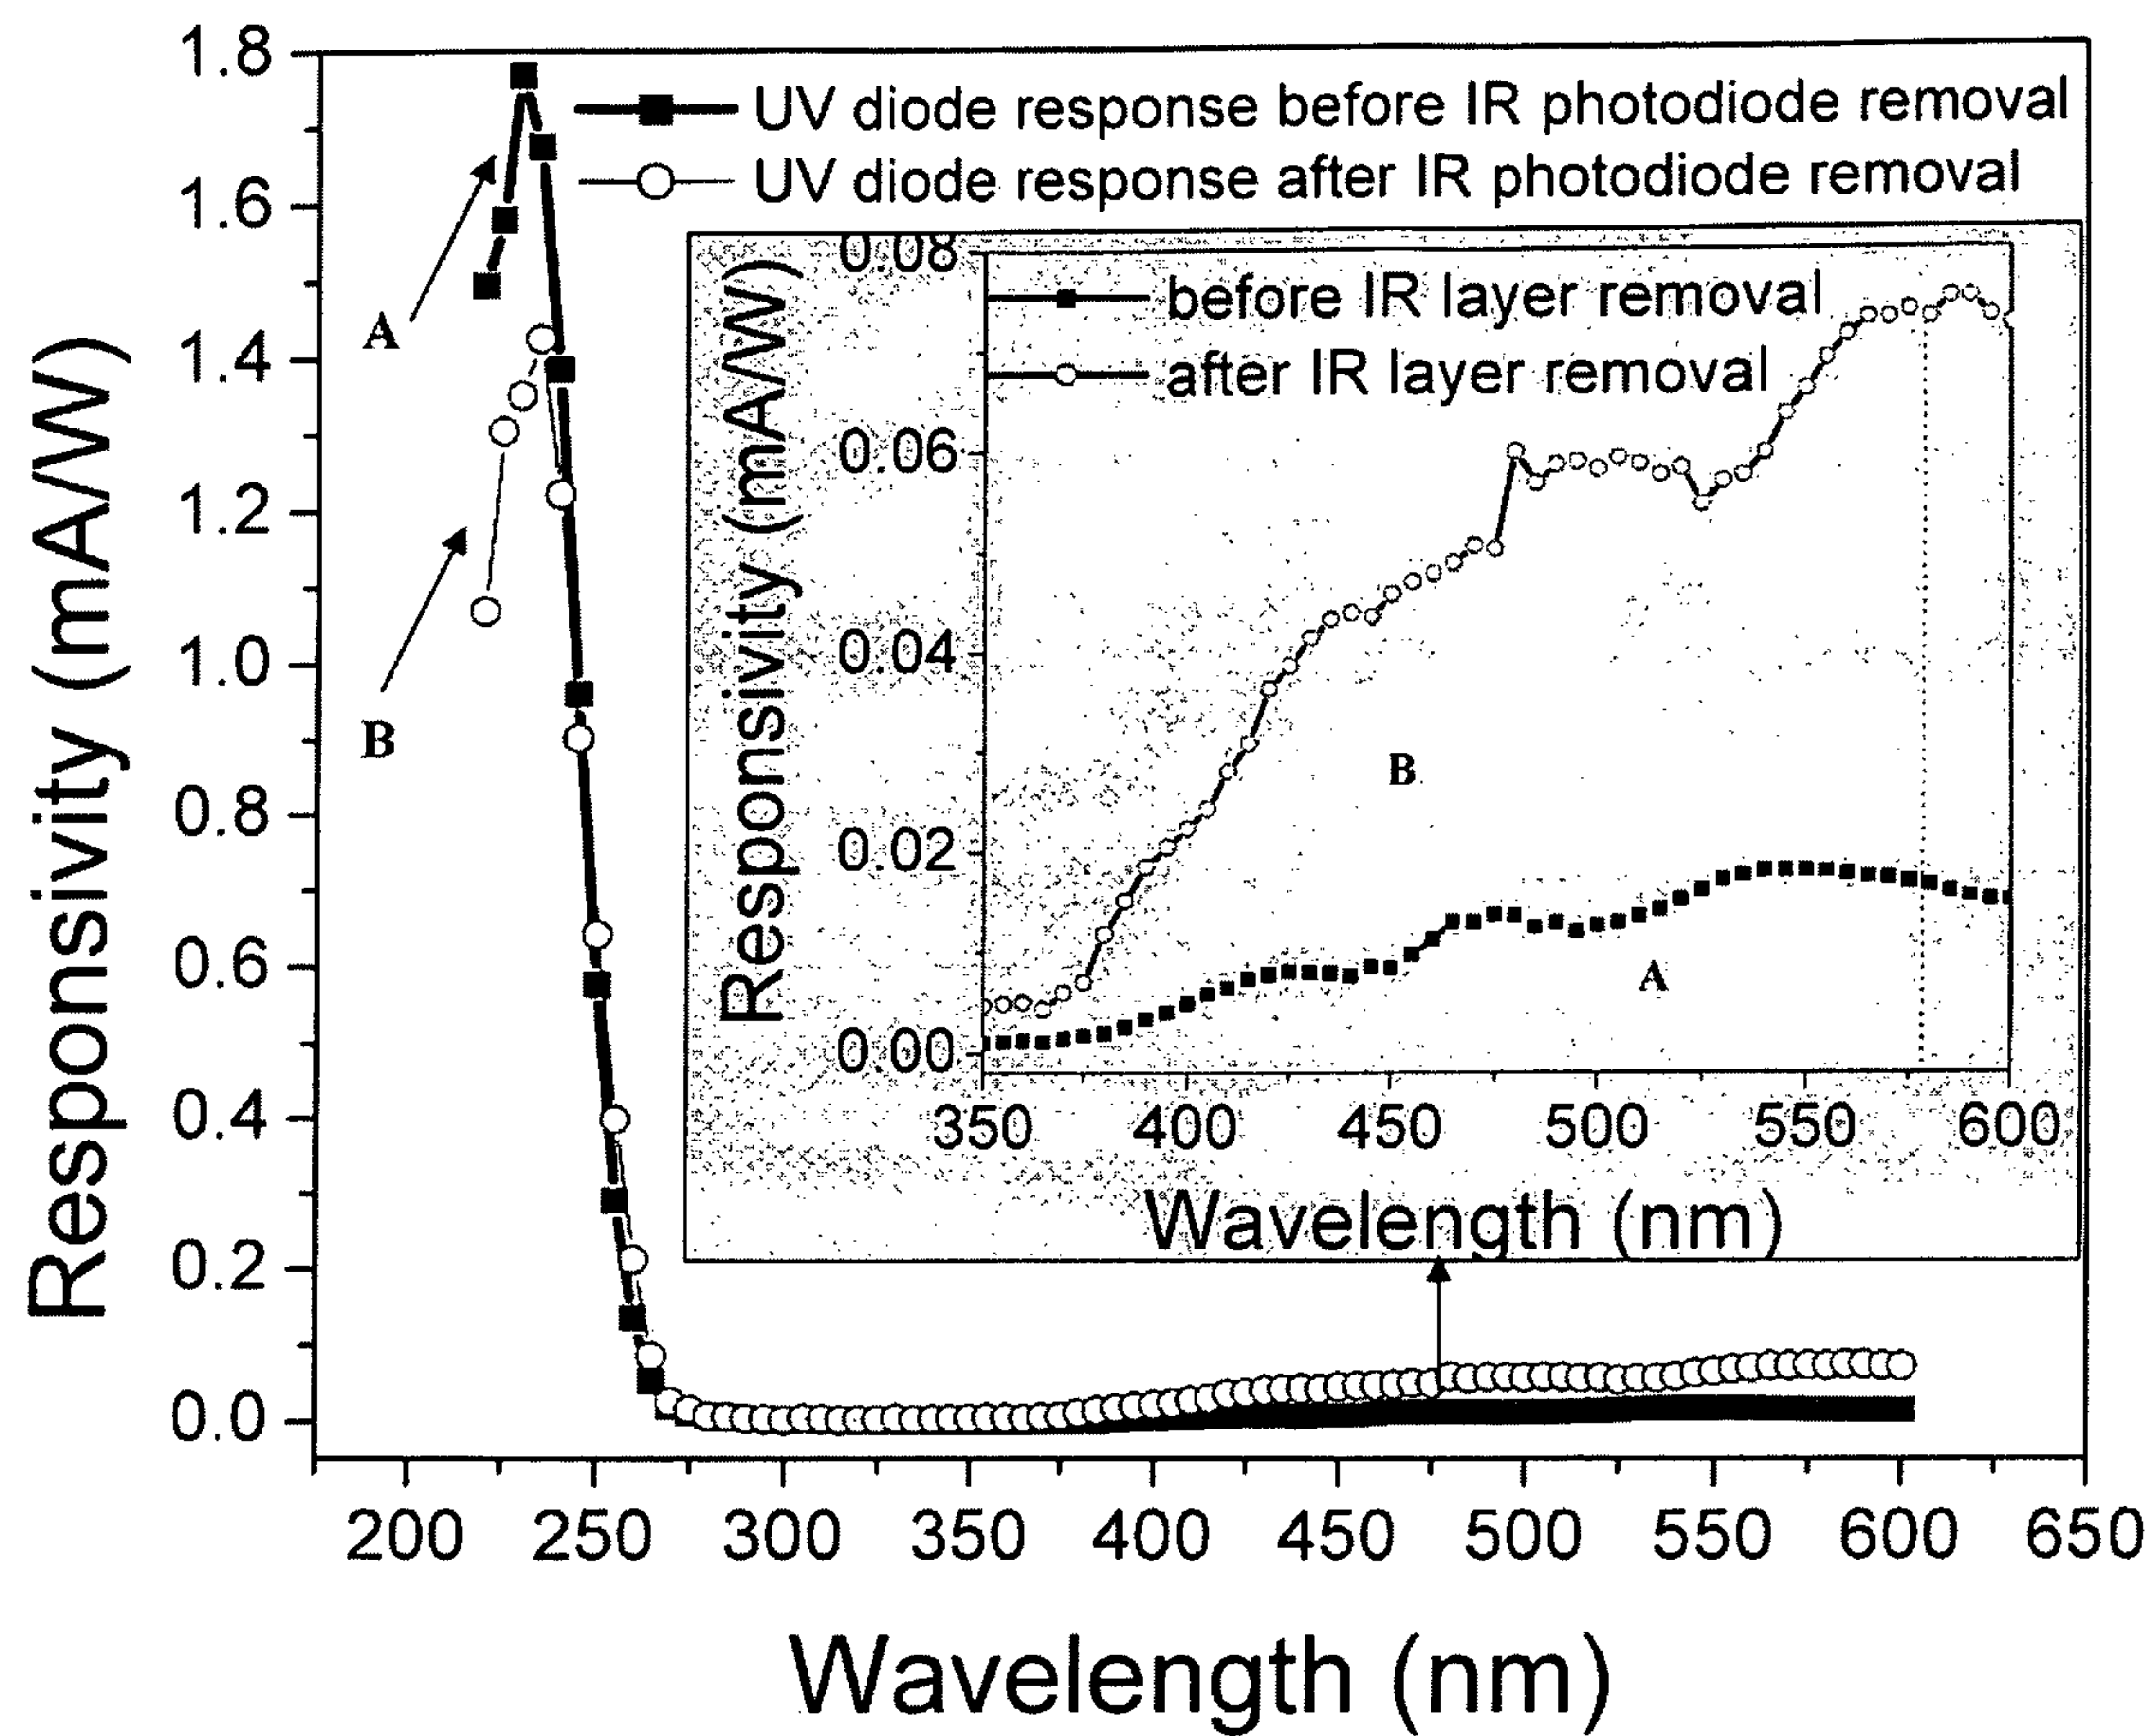 1.8
UV diode response before IR photodiode removal
UV diode response after IR photodiode removal
1.6
1.4
1.2
1.0
0.8
0.6
0.4
0.2
0.0
Responsivity (mA/W)
A
B
0.08
before IR layer removal
after IR layer removal
0.06
0.04
0.02
0.00
Responsivity (mA/W)
B
A
350 400 450 500 550 600
Wavelength (nm)
200 250 300 350 400 450 500 550 600 650
Wavelength (nm)